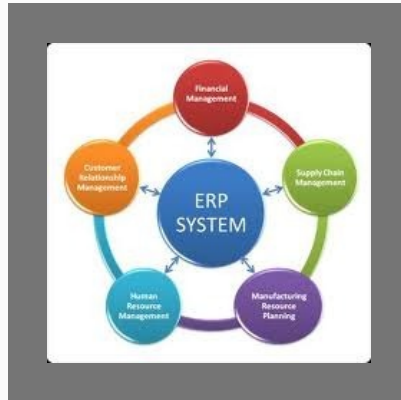 Financial
Management
Customer
Relationship
Management
Supply Chain
Management
ERP
SYSTEM
Human
Resource
Management
Manufacturing
Resource
Planning